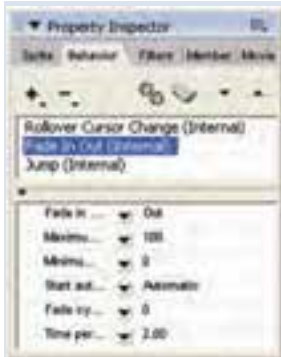 Property Inspector
Sprite Behavior Filters Member Movie
Rollover Cursor Change (Internal)
Fade In Out (Internal)
Jump (Internal)
Fade in ... Out
Maximu... 100
Minimu... 0
Start aut... Automatic
Fade cy... 0
Time per... 2.00